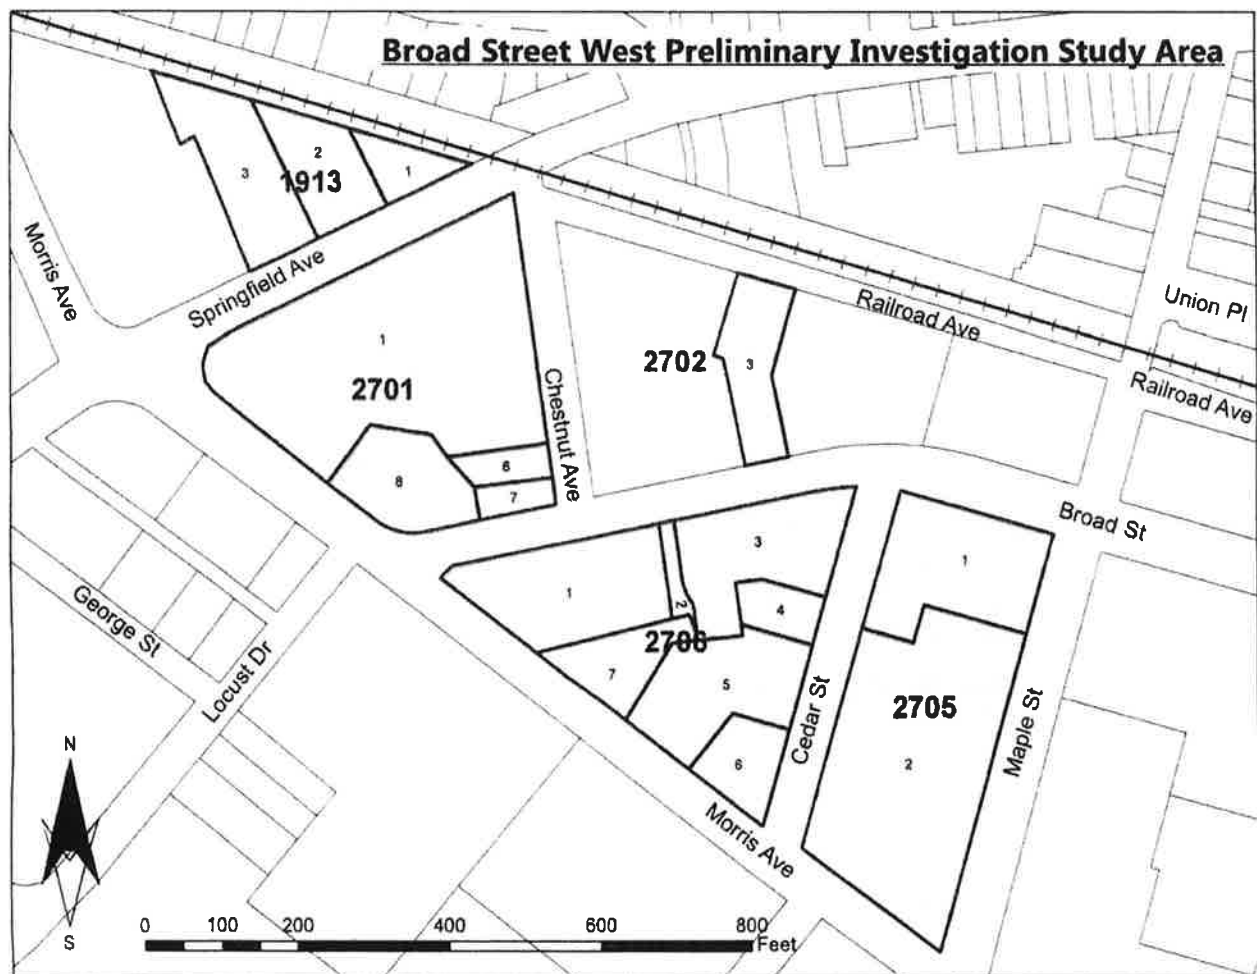 Broad Street West Preliminary Investigation Study Area
2
3
1913
1
Morris Ave
Springfield Ave
Union Pl
Railroad Ave
Railroad Ave
1
2701
2702
3
Chestnut Ave
6
8
7
Broad St
3
1
1
2
4
2706
George St
Locust Dr
7
5
2705
Cedar St
Maple St
6
2
Morris Ave
N
S
0 100 200 400 600 800
Feet